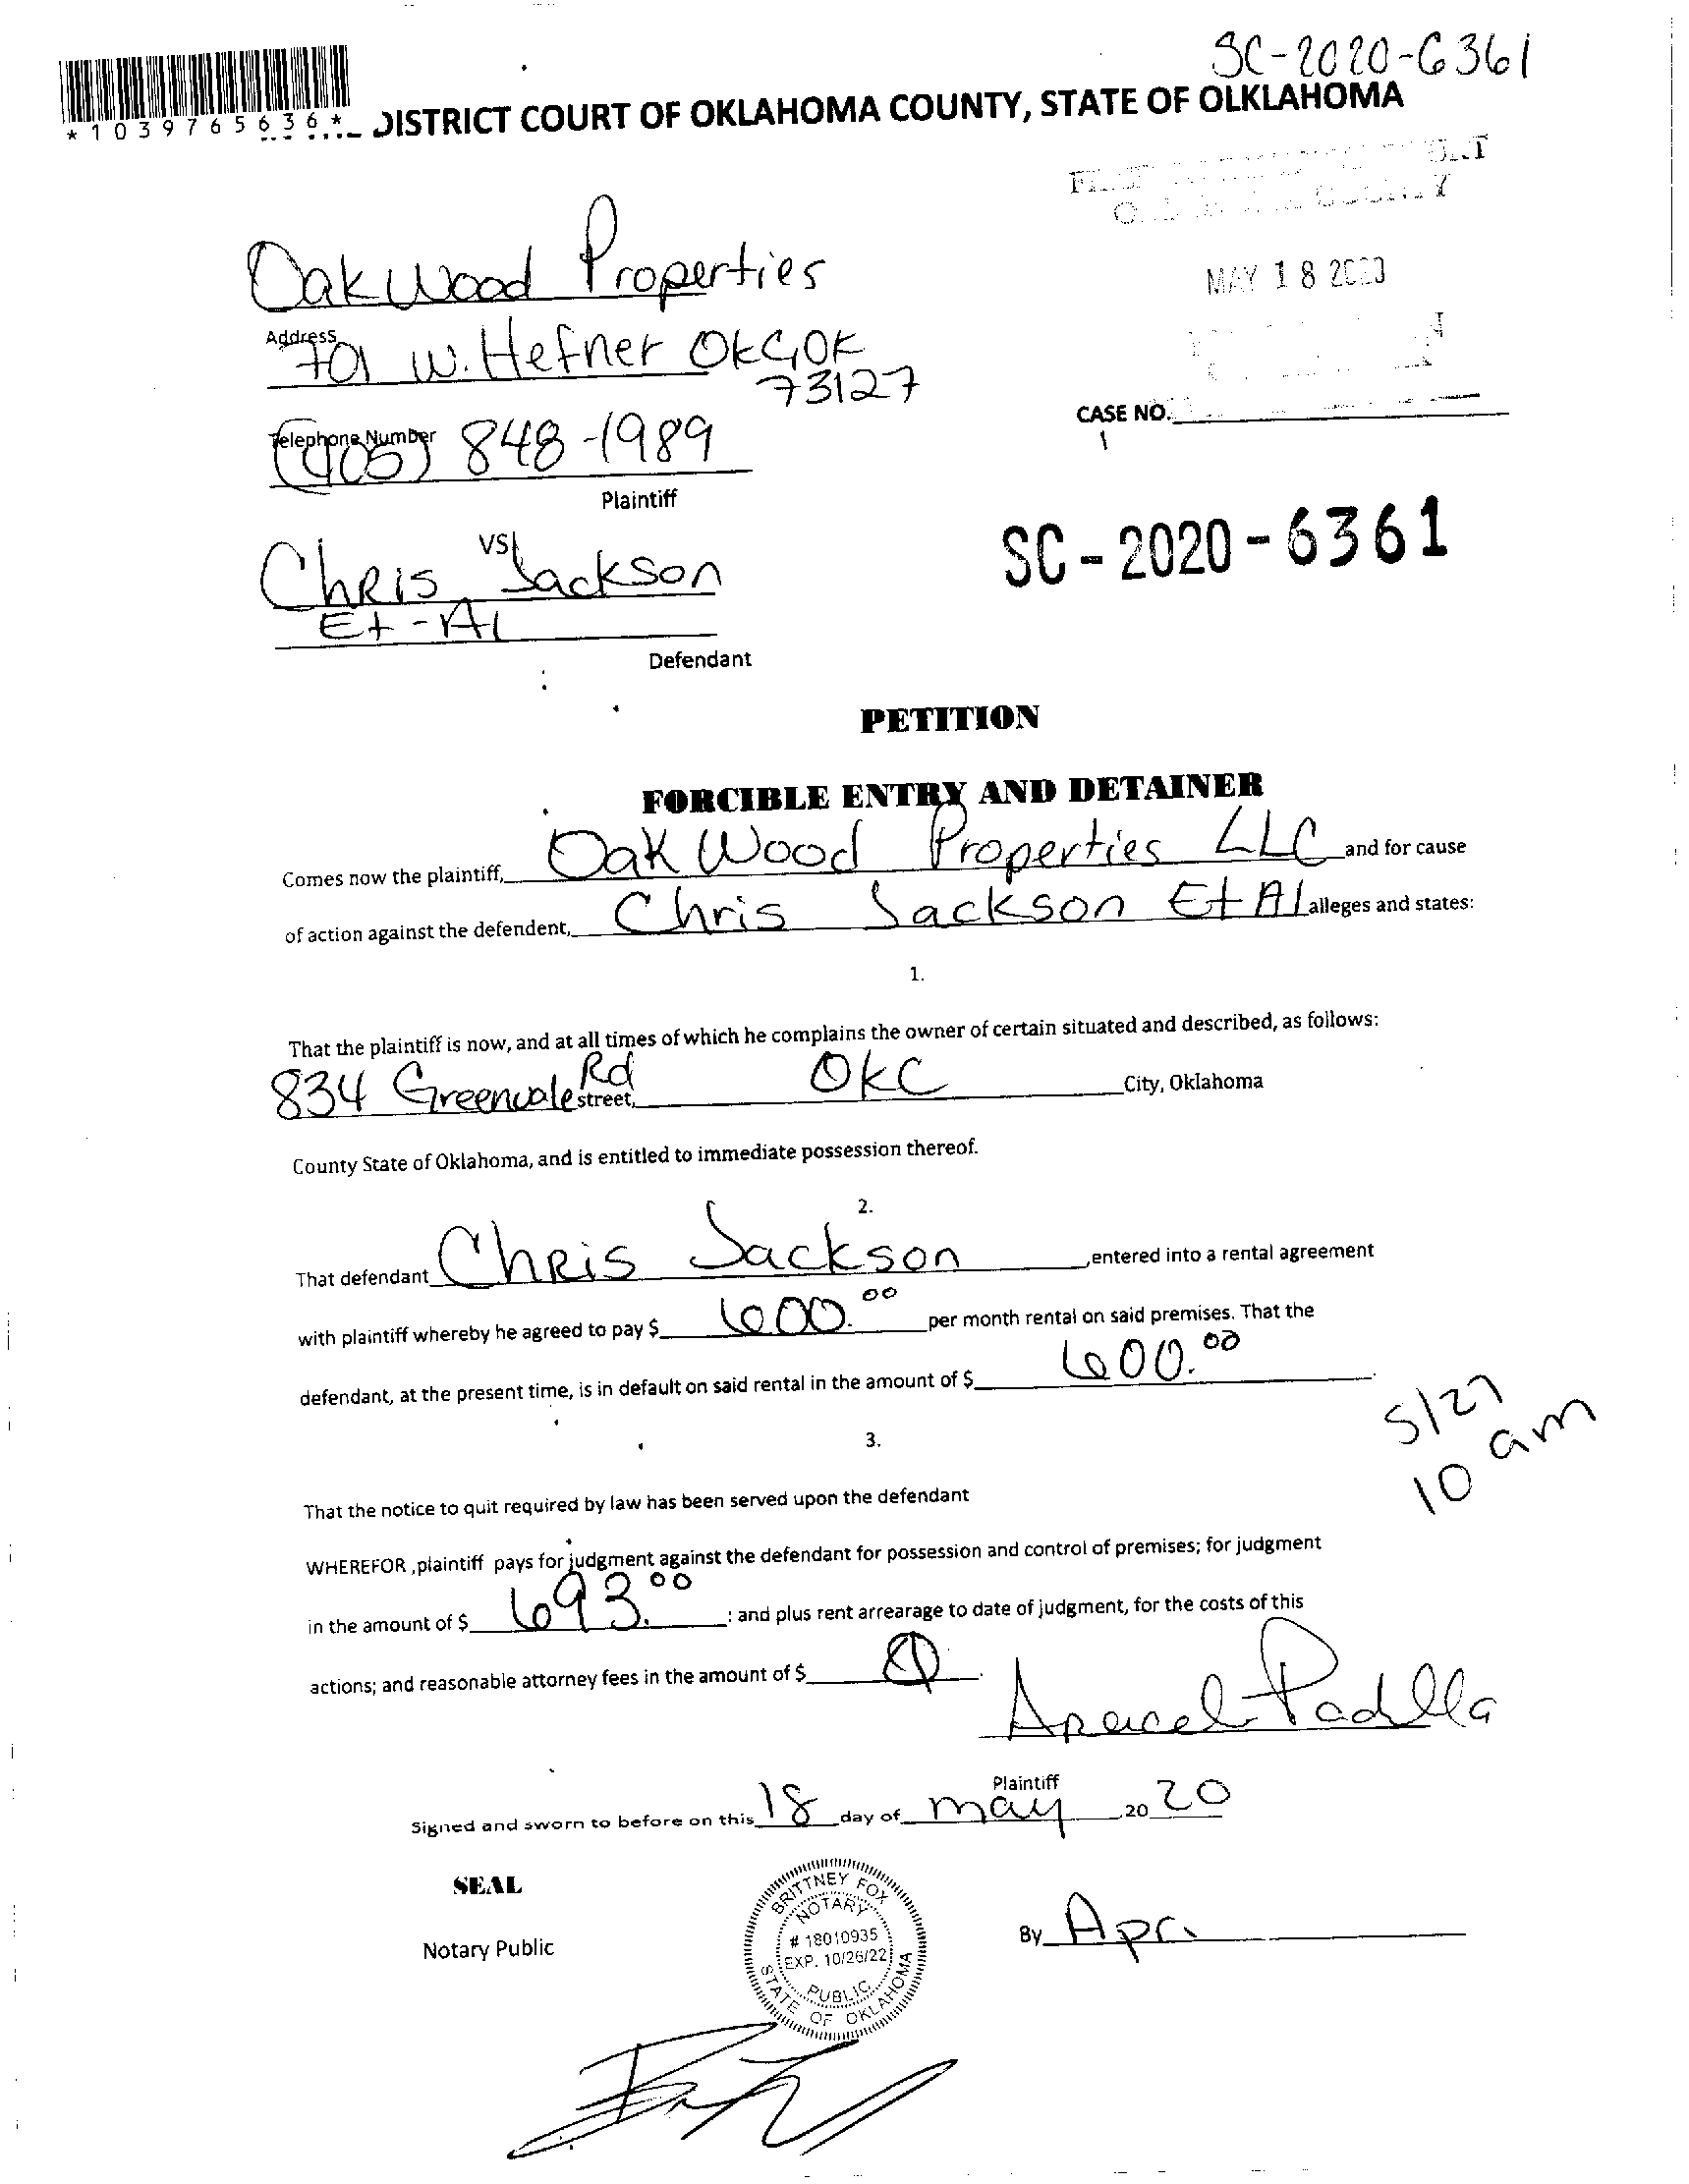 SC-2020-6361
*1039765636*
DISTRICT COURT OF OKLAHOMA COUNTY, STATE OF OLKLAHOMA
COUNTY
Oakwood Properties
MAY 18 2020
Address
701 W. Hefner OKC, OK
73127
CASE NO.
Telephone Number
(405) 848-1989
Plaintiff
VS
SC-2020-6361
Chris Jackson
Et-Al
Defendant
PETITION
FORCIBLE ENTRY AND DETAINER
Comes now the plaintiff, OakWood Properties LLC and for cause
of action against the defendent, Chris Jackson Et Al alleges and states:
1.
That the plaintiff is now, and at all times of which he complains the owner of certain situated and described, as follows:
834 Greenvale Rd street, OKC City, Oklahoma
County State of Oklahoma, and is entitled to immediate possession thereof.
2.
That defendant Chris Jackson ,entered into a rental agreement
with plaintiff whereby he agreed to pay $ 600.00 per month rental on said premises. That the
defendant, at the present time, is in default on said rental in the amount of $ 600.00
5/27
10 am
3.
That the notice to quit required by law has been served upon the defendant
WHEREFOR ,plaintiff pays for judgment against the defendant for possession and control of premises; for judgment
in the amount of $ 693.00 : and plus rent arrearage to date of judgment, for the costs of this
actions; and reasonable attorney fees in the amount of $
Araceli Padilla
Plaintiff
Signed and sworn to before on this 18 day of may ,20 20
SEAL
Notary Public
BRITTNEY FOX
NOTARY
# 18010935
EXP. 10/26/22
PUBLIC
STATE OF OKLAHOMA
By Apr.